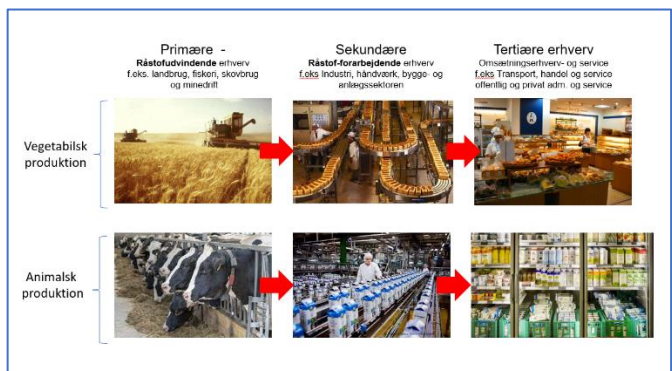 Primære -
Råstofudvindende erhverv
f.eks. landbrug, fiskeri, skovbrug
og minedrift
Sekundære
Råstof-forarbejdende erhverv
f.eks Industri, håndværk, bygge- og
anlægssektoren
Tertiære erhverv
Omsætningserhverv- og service
f.eks Transport, handel og service
offentlig og privat adm. og service
Vegetabilsk
produktion
Animalsk
produktion